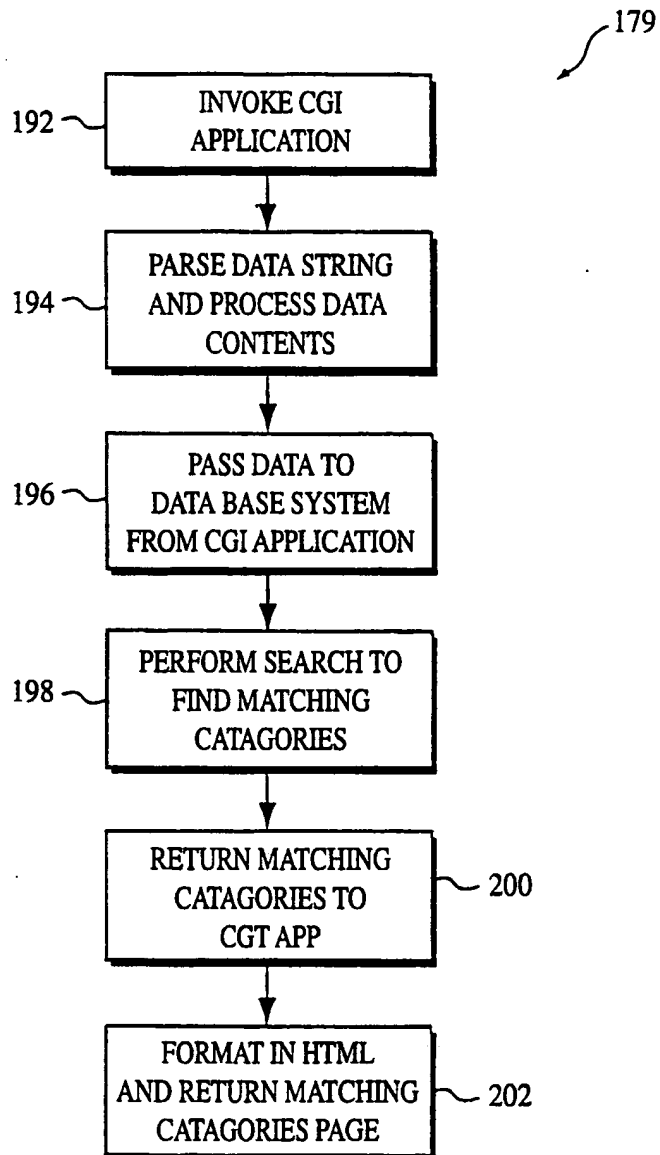 179
192
INVOKE CGI
APPLICATION
194
PARSE DATA STRING
AND PROCESS DATA
CONTENTS
196
PASS DATA TO
DATA BASE SYSTEM
FROM CGI APPLICATION
198
PERFORM SEARCH TO
FIND MATCHING
CATAGORIES
RETURN MATCHING
CATAGORIES TO
CGT APP
200
FORMAT IN HTML
AND RETURN MATCHING
CATAGORIES PAGE
202